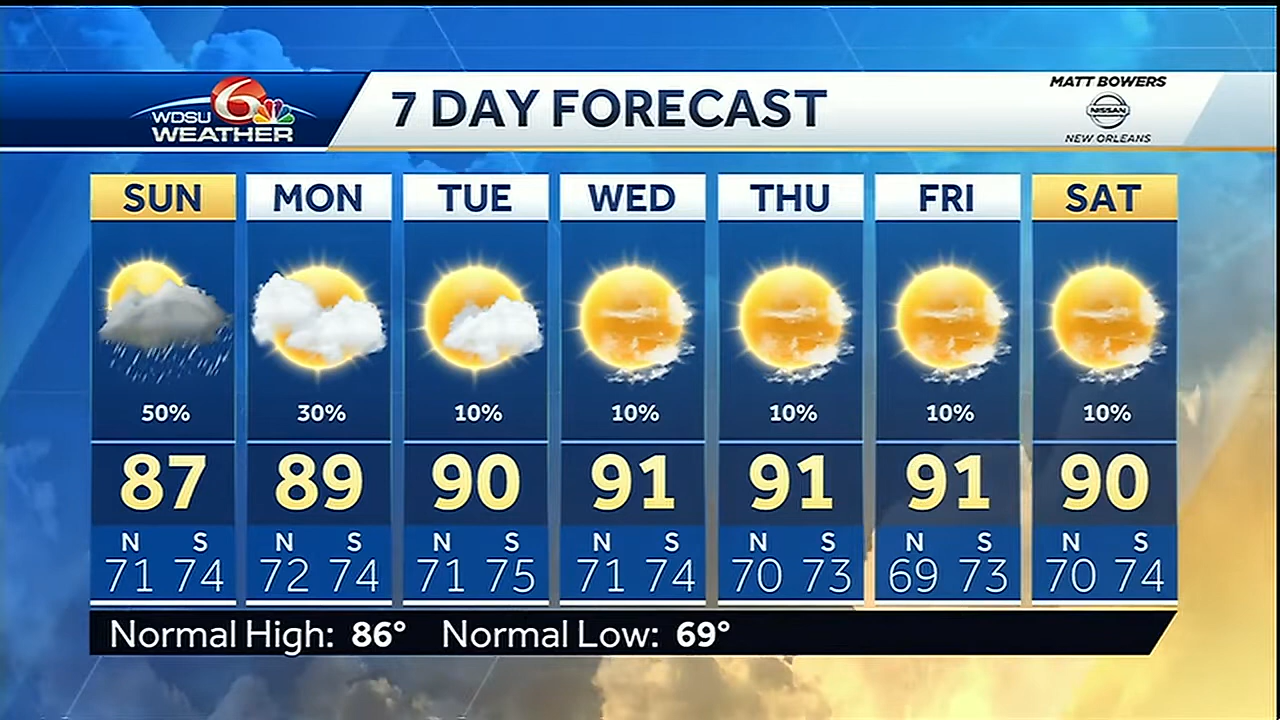 WDSU 6
WEATHER
7 DAY FORECAST
MATT BOWERS
NISSAN
NEW ORLEANS
SUN MON TUE WED THU FRI SAT
50% 30% 10% 10% 10% 10% 10%
87 89 90 91 91 91 90
N S N S N S N S N S N S N S
71 74 72 74 71 75 71 74 70 73 69 73 70 74
Normal High: 86° Normal Low: 69°